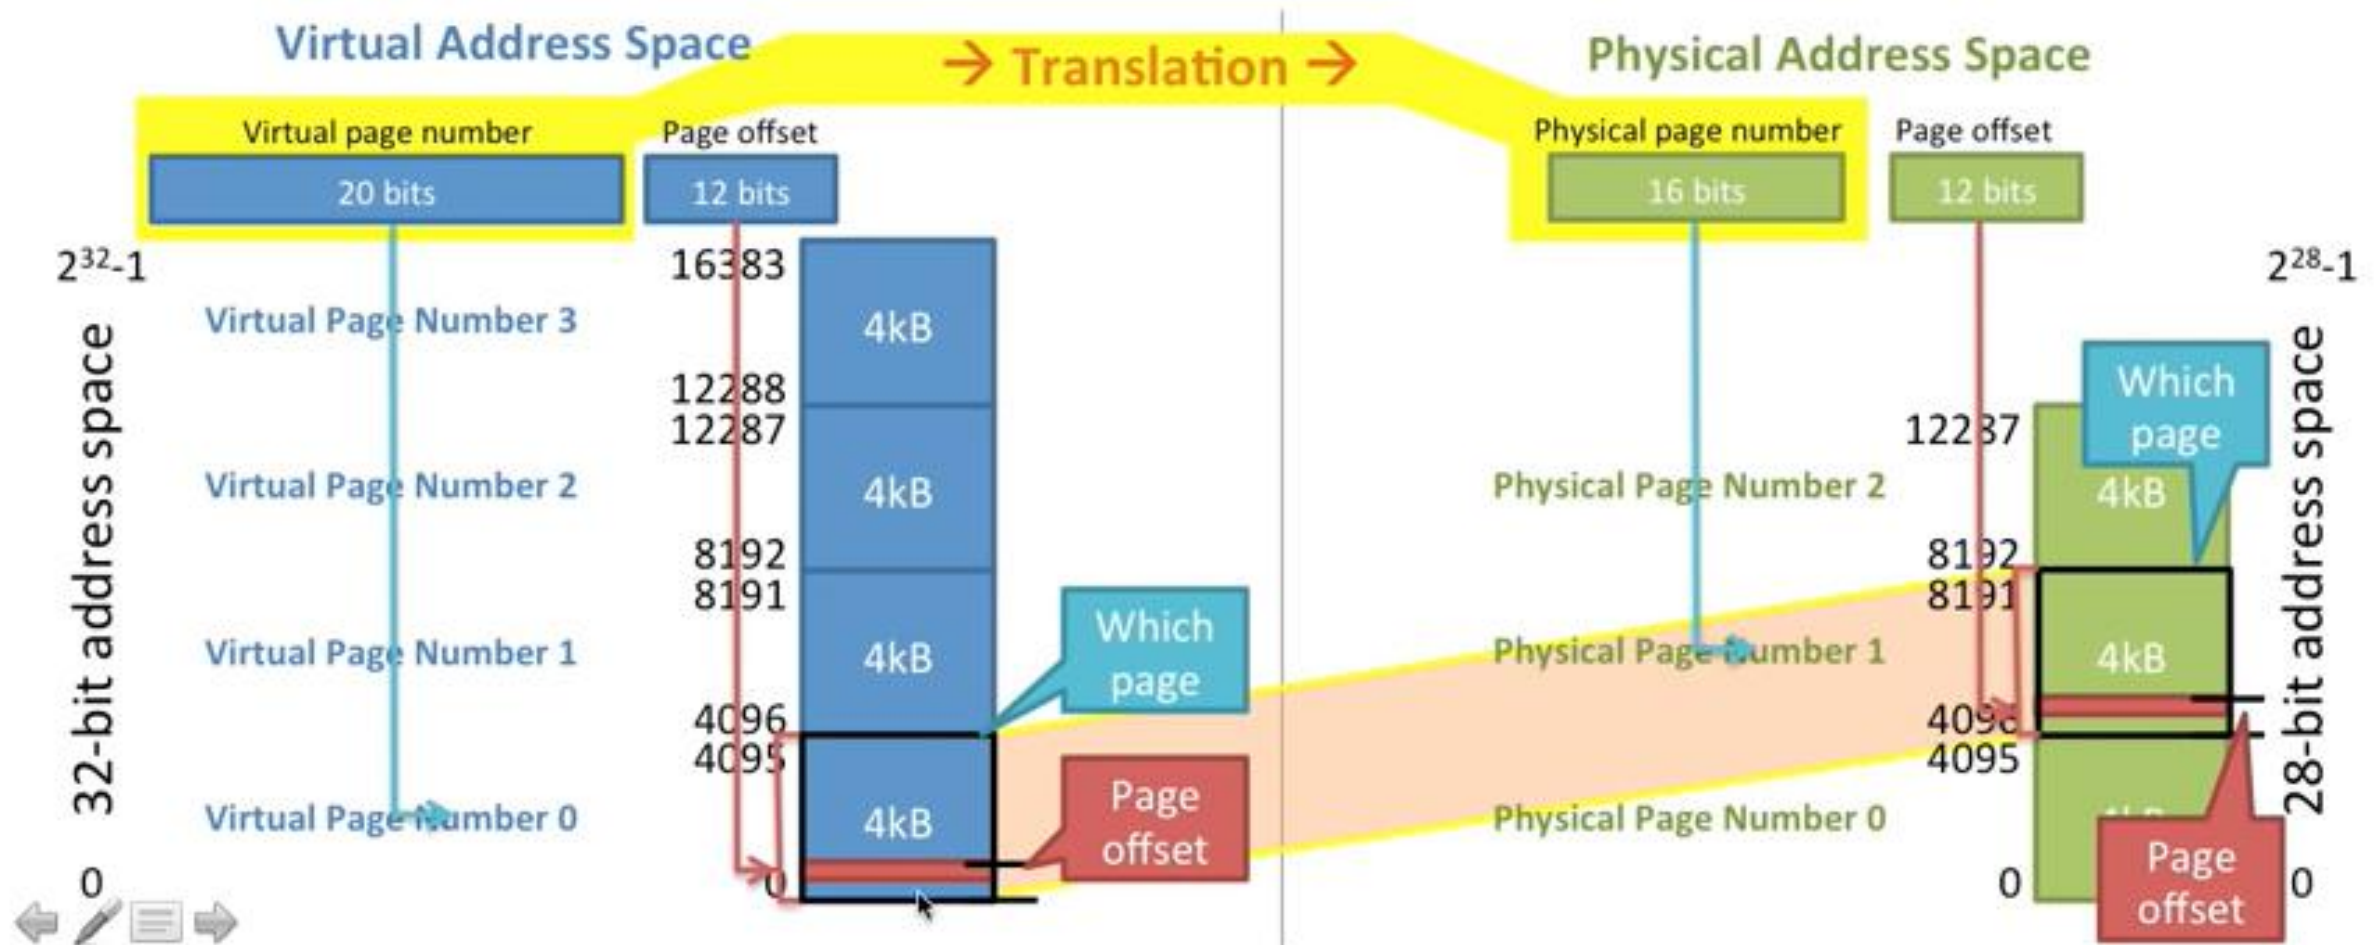 Virtual Address Space
→ Translation →
Physical Address Space
Virtual page number
Page offset
Physical page number
Page offset
20 bits
12 bits
16 bits
12 bits
2³²-1
32-bit address space
0
Virtual Page Number 3
Virtual Page Number 2
Virtual Page Number 1
Virtual Page Number 0
16383
12288
12287
8192
8191
4096
4095
0
4kB
4kB
4kB
4kB
Which
page
Page
offset
Physical Page Number 2
Physical Page Number 1
Physical Page Number 0
12287
8192
8191
4096
4095
0
4kB
4kB
Which
page
Page
offset
2²⁸-1
28-bit address space
0